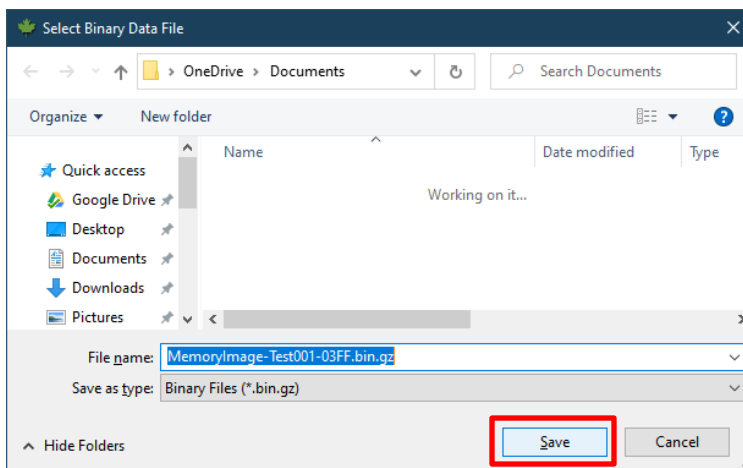 Select Binary Data File
OneDrive > Documents
Search Documents
Organize
New folder
Name
Date modified
Type
Quick access
Google Drive
Working on it...
Desktop
Documents
Downloads
Pictures
File name: MemoryImage-Test001-03FF.bin.gz
Save as type: Binary Files (*.bin.gz)
Hide Folders
Save
Cancel